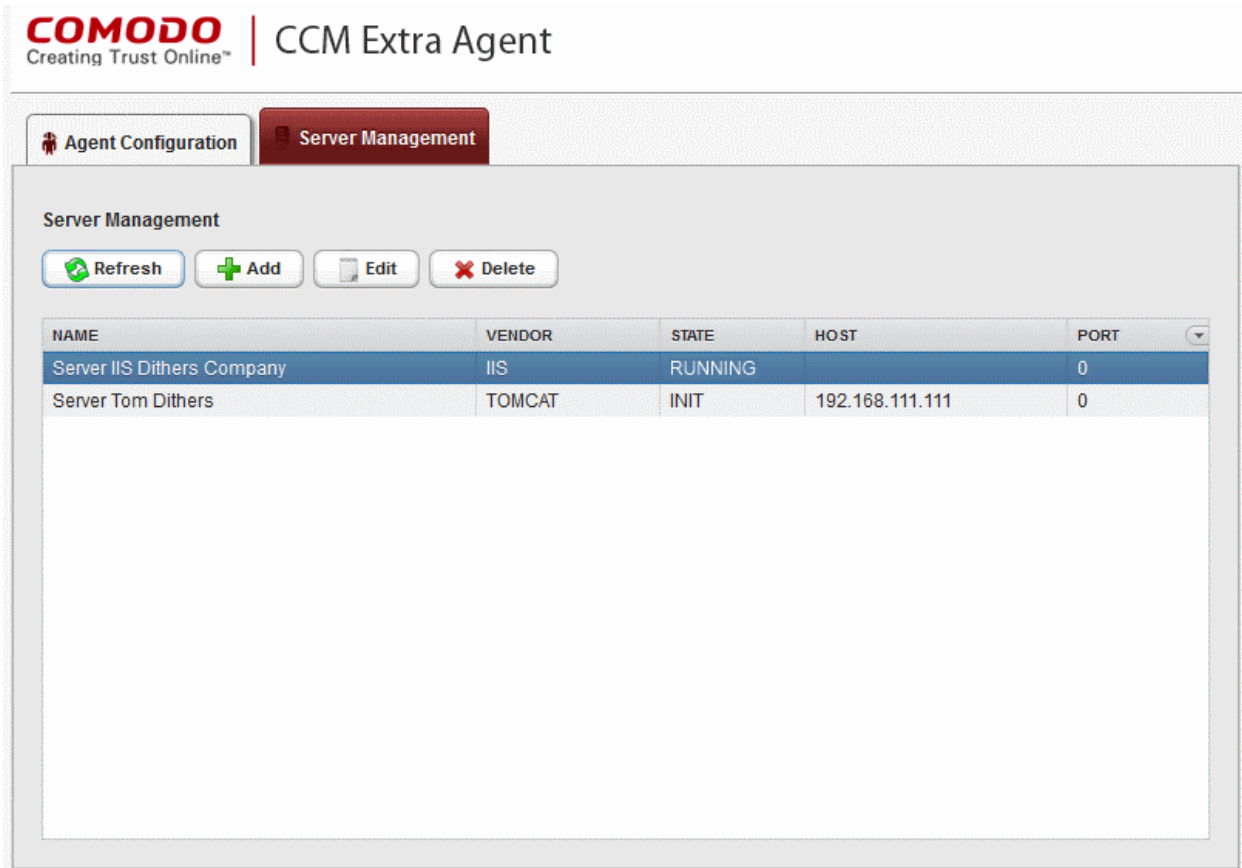 COMODO
Creating Trust Online™
CCM Extra Agent
Agent Configuration
Server Management
Server Management
Refresh Add Edit Delete
NAME VENDOR STATE HOST PORT
Server IIS Dithers Company IIS RUNNING 0
Server Tom Dithers TOMCAT INIT 192.168.111.111 0